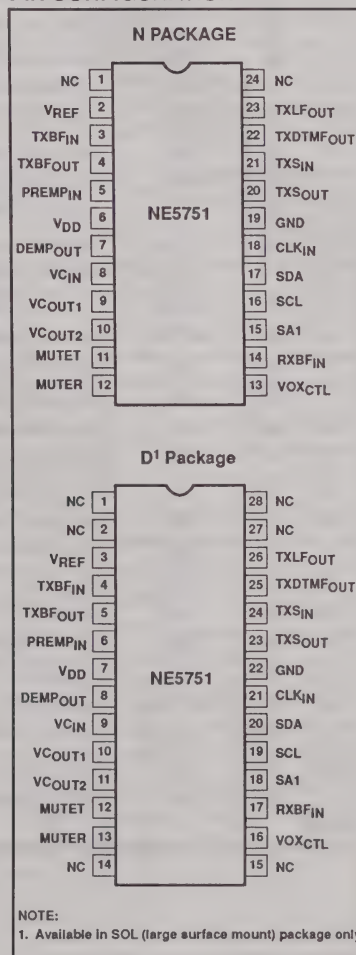 N PACKAGE
NC 1 24 NC
VREF 2 23 TXLFOUT
TXBFIN 3 22 TXDTMFOUT
TXBFOUT 4 21 TXSIN
PREMPIN 5 20 TXSOUT
VDD 6 19 GND
DEMPOUT 7 18 CLKIN
VCIN 8 17 SDA
VCOUT1 9 16 SCL
VCOUT2 10 15 SA1
MUTET 11 14 RXBFIN
MUTER 12 13 VOXCTL
NE5751
D1 Package
NC 1 28 NC
NC 2 27 NC
VREF 3 26 TXLFOUT
TXBFIN 4 25 TXDTMFOUT
TXBFOUT 5 24 TXSIN
PREMPIN 6 23 TXSOUT
VDD 7 22 GND
DEMPOUT 8 21 CLKIN
VCIN 9 20 SDA
VCOUT1 10 19 SCL
VCOUT2 11 18 SA1
MUTET 12 17 RXBFIN
MUTER 13 16 VOXCTL
NC 14 15 NC
NE5751
NOTE:
1. Available in SOL (large surface mount) package only